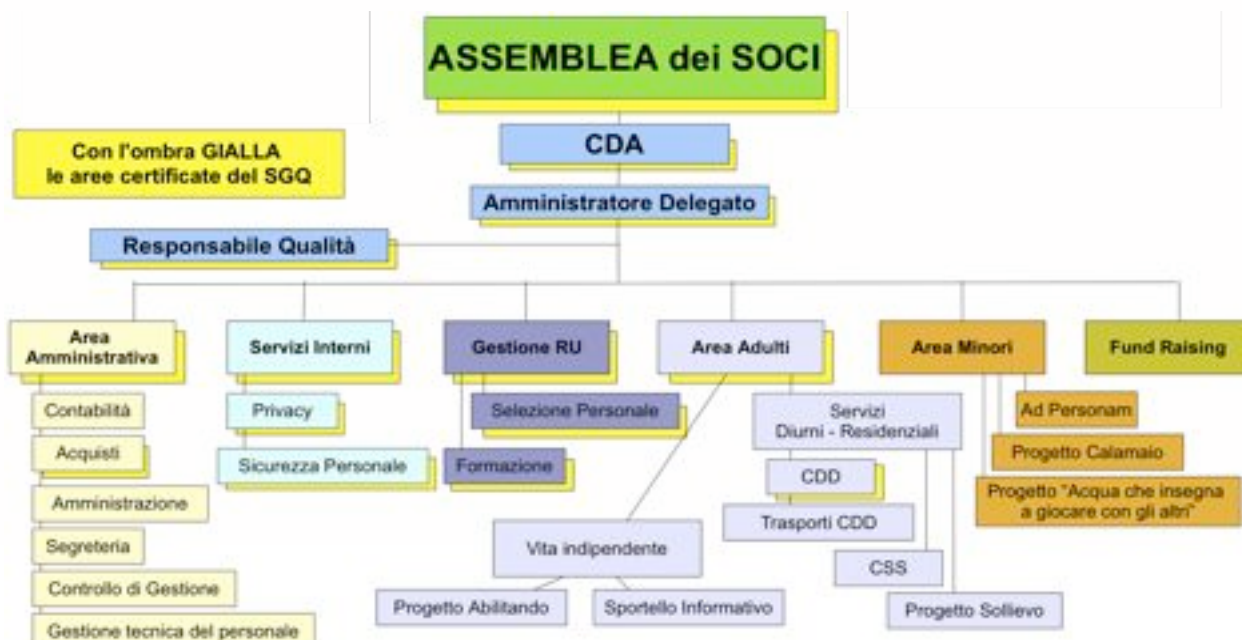 ASSEMBLEA dei SOCI
Con l'ombra GIALLA
le aree certificate del SGQ
CDA
Amministratore Delegato
Responsabile Qualità
Area
Amministrativa
Servizi Interni
Gestione RU
Area Adulti
Area Minori
Fund Raising
Contabilità
Acquisti
Amministrazione
Segreteria
Controllo di Gestione
Gestione tecnica del personale
Privacy
Sicurezza Personale
Selezione Personale
Formazione
Vita indipendente
Progetto Abilitando
Sportello Informativo
Servizi
Diurni - Residenziali
CDD
Trasporti CDD
CSS
Progetto Sollievo
Ad Personam
Progetto Calamaio
Progetto "Acqua che insegna
a giocare con gli altri"